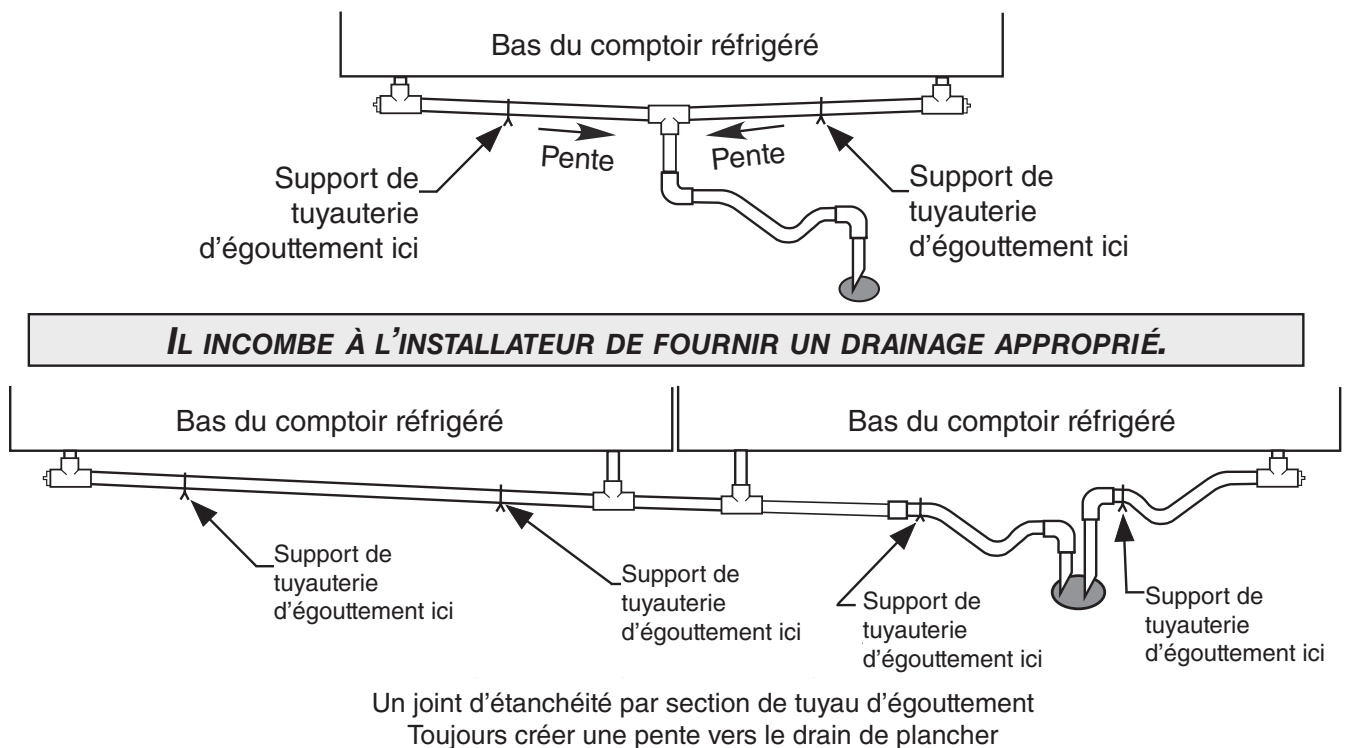 Bas du comptoir réfrigéré
Pente
Pente
Support de
tuyauterie
d'égouttement ici
Support de
tuyauterie
d'égouttement ici
IL INCOMBE À L'INSTALLATEUR DE FOURNIR UN DRAINAGE APPROPRIÉ.
Bas du comptoir réfrigéré
Bas du comptoir réfrigéré
Support de
tuyauterie
d'égouttement ici
Support de
tuyauterie
d'égouttement ici
Support de
tuyauterie
d'égouttement ici
Support de
tuyauterie
d'égouttement ici
Un joint d'étanchéité par section de tuyau d'égouttement
Toujours créer une pente vers le drain de plancher